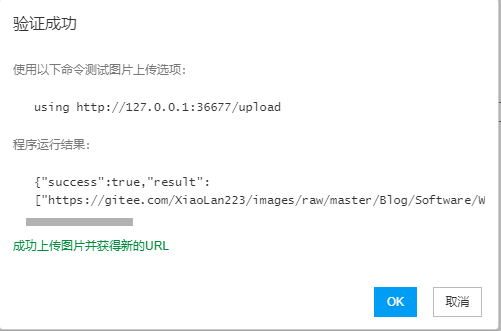 验证成功
使用以下命令测试图片上传选项：
using http://127.0.0.1:36677/upload
程序运行结果：
{"success":true,"result":
["https://gitee.com/XiaoLan223/images/raw/master/Blog/Software/W
成功上传图片并获得新的URL
OK 取消